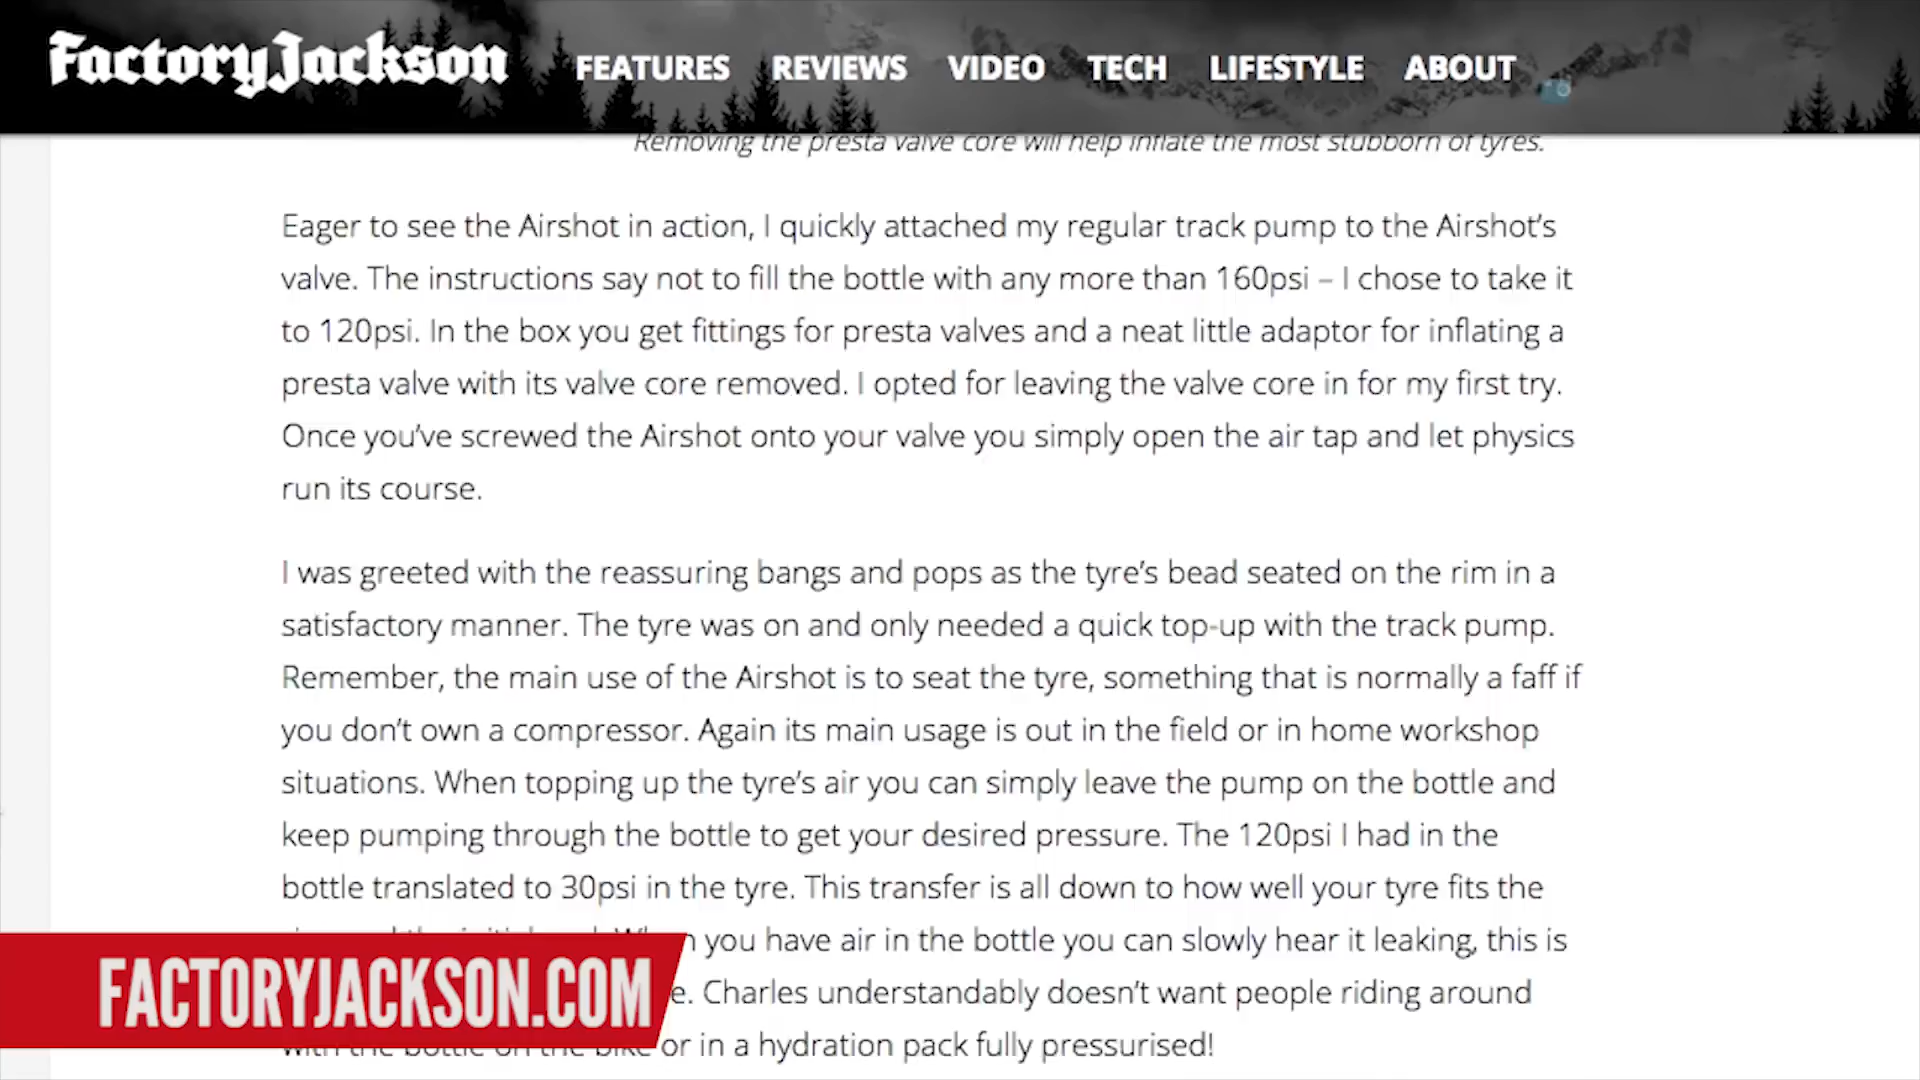 FactoryJackson
FEATURES REVIEWS VIDEO TECH LIFESTYLE ABOUT
Removing the presta valve core will help inflate the most stubborn of tyres.
Eager to see the Airshot in action, I quickly attached my regular track pump to the Airshot’s
valve. The instructions say not to fill the bottle with any more than 160psi – I chose to take it
to 120psi. In the box you get fittings for presta valves and a neat little adaptor for inflating a
presta valve with its valve core removed. I opted for leaving the valve core in for my first try.
Once you’ve screwed the Airshot onto your valve you simply open the air tap and let physics
run its course.
I was greeted with the reassuring bangs and pops as the tyre’s bead seated on the rim in a
satisfactory manner. The tyre was on and only needed a quick top-up with the track pump.
Remember, the main use of the Airshot is to seat the tyre, something that is normally a faff if
you don’t own a compressor. Again its main usage is out in the field or in home workshop
situations. When topping up the tyre’s air you can simply leave the pump on the bottle and
keep pumping through the bottle to get your desired pressure. The 120psi I had in the
bottle translated to 30psi in the tyre. This transfer is all down to how well your tyre fits the
you have air in the bottle you can slowly hear it leaking, this is
Charles understandably doesn’t want people riding around
with the bottle on the bike or in a hydration pack fully pressurised!
FACTORYJACKSON.COM